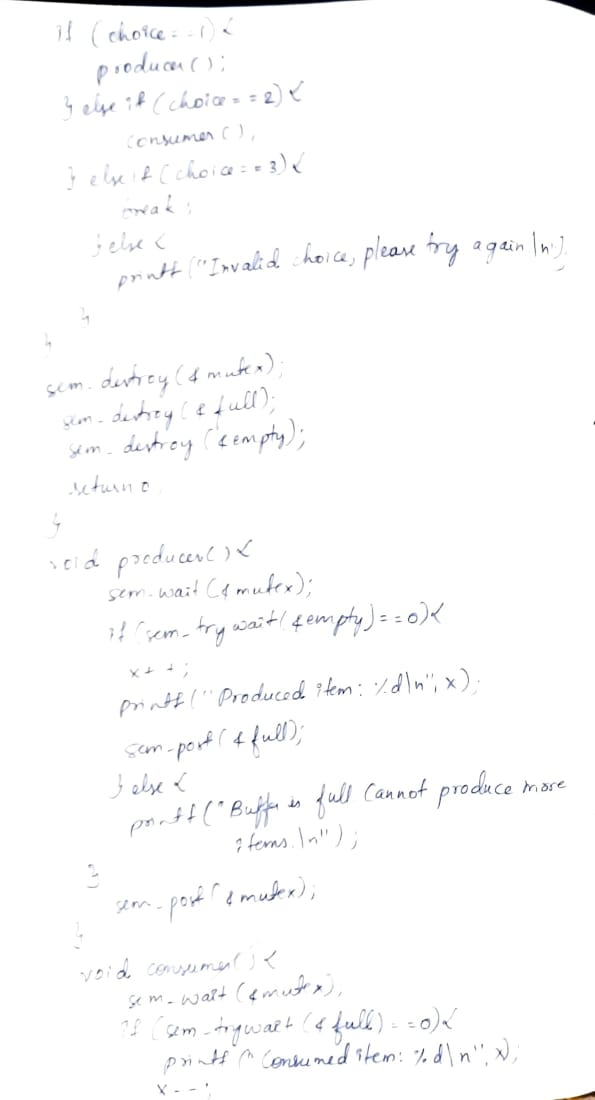 if (choice == 1) {
producer();
} else if (choice == 2) {
consumer(),
} else if (choice == 3) {
break;
} else {
printf("Invalid choice, please try again \n");
}
}
sem_destroy(&mutex);
sem_destroy(&full);
sem_destroy(&empty);
return 0
}
void producer() {
sem_wait(&mutex);
if (sem_trywait(&empty) == 0) {
x++;
printf("Produced item: %d\n", x);
sem_post(&full);
} else {
printf("Buffer is full Cannot produce more
items.\n");
}
sem_post(&mutex);
}
void consumer() {
sem_wait(&mutex),
if (sem_trywait(&full) == 0) {
printf("Consumed item: %d\n", x);
x--;